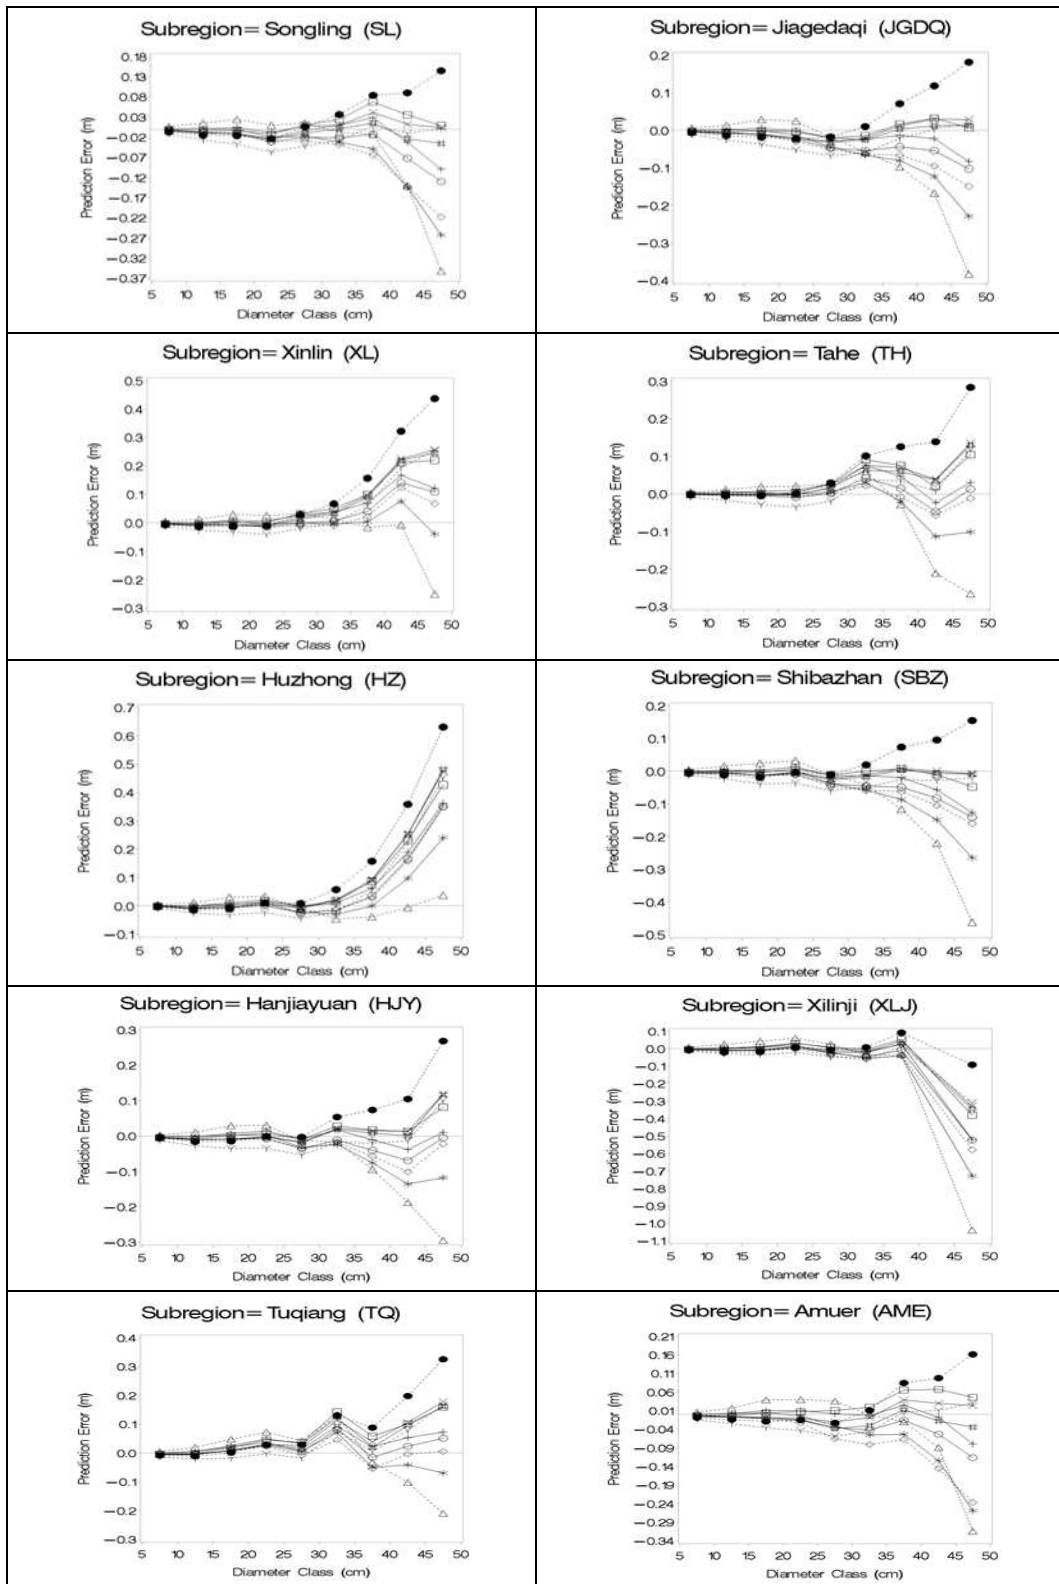 Subregion= Songling (SL)
Prediction Error (m)
0.18
0.13
0.08
0.03
−0.02
−0.07
−0.12
−0.17
−0.22
−0.27
−0.32
−0.37
5 10 15 20 25 30 35 40 45 50
Diameter Class (cm)
Subregion= Jiagedaqi (JGDQ)
Prediction Error (m)
0.2
0.1
0.0
−0.1
−0.2
−0.3
−0.4
5 10 15 20 25 30 35 40 45 50
Diameter Class (cm)
Subregion= Xinlin (XL)
Prediction Error (m)
0.5
0.4
0.3
0.2
0.1
0.0
−0.1
−0.2
−0.3
5 10 15 20 25 30 35 40 45 50
Diameter Class (cm)
Subregion= Tahe (TH)
Prediction Error (m)
0.3
0.2
0.1
0.0
−0.1
−0.2
−0.3
5 10 15 20 25 30 35 40 45 50
Diameter Class (cm)
Subregion= Huzhong (HZ)
Prediction Error (m)
0.7
0.6
0.5
0.4
0.3
0.2
0.1
0.0
−0.1
5 10 15 20 25 30 35 40 45 50
Diameter Class (cm)
Subregion= Shibazhan (SBZ)
Prediction Error (m)
0.2
0.1
0.0
−0.1
−0.2
−0.3
−0.4
−0.5
5 10 15 20 25 30 35 40 45 50
Diameter Class (cm)
Subregion= Hanjiayuan (HJY)
Prediction Error (m)
0.3
0.2
0.1
0.0
−0.1
−0.2
−0.3
5 10 15 20 25 30 35 40 45 50
Diameter Class (cm)
Subregion= Xilinji (XLJ)
Prediction Error (m)
0.1
0.0
−0.1
−0.2
−0.3
−0.4
−0.5
−0.6
−0.7
−0.8
−0.9
−1.0
−1.1
5 10 15 20 25 30 35 40 45 50
Diameter Class (cm)
Subregion= Tuqiang (TQ)
Prediction Error (m)
0.4
0.3
0.2
0.1
0.0
−0.1
−0.2
−0.3
5 10 15 20 25 30 35 40 45 50
Diameter Class (cm)
Subregion= Amuer (AME)
Prediction Error (m)
0.21
0.16
0.11
0.06
0.01
−0.04
−0.09
−0.14
−0.19
−0.24
−0.29
−0.34
5 10 15 20 25 30 35 40 45 50
Diameter Class (cm)